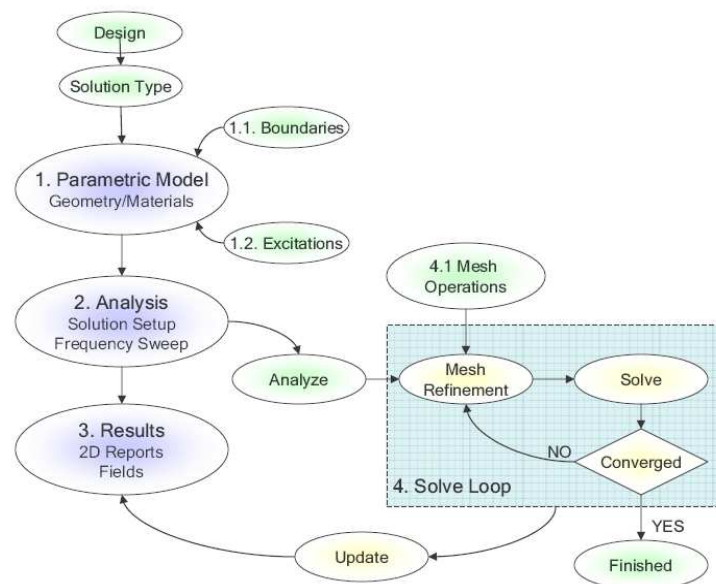 Design
Solution Type
1.1. Boundaries
1. Parametric Model
Geometry/Materials
1.2. Excitations
4.1 Mesh
Operations
2. Analysis
Solution Setup
Frequency Sweep
Analyze
Mesh
Refinement
Solve
3. Results
2D Reports
Fields
NO
Converged
4. Solve Loop
YES
Update
Finished